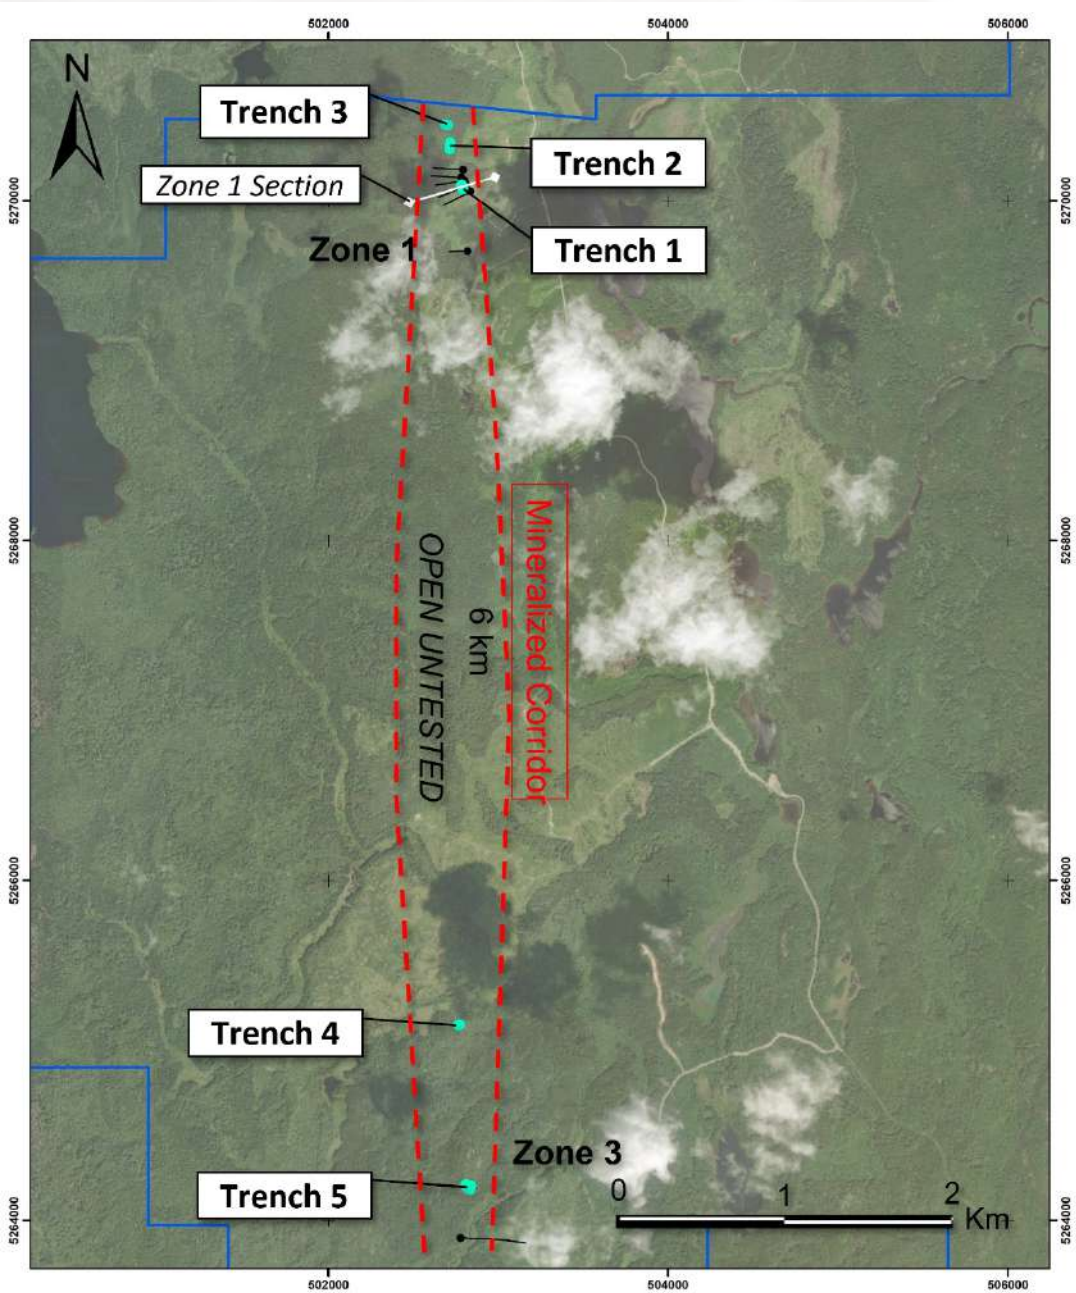 502000
504000
506000
N
Trench 3
Trench 2
Zone 1 Section
5270000
5270000
Zone 1
Trench 1
Mineralized Corridor
OPEN UNTESTED
6 km
5268000
5268000
5266000
5266000
Trench 4
Zone 3
Trench 5
0
1
2
Km
5264000
5264000
502000
504000
506000